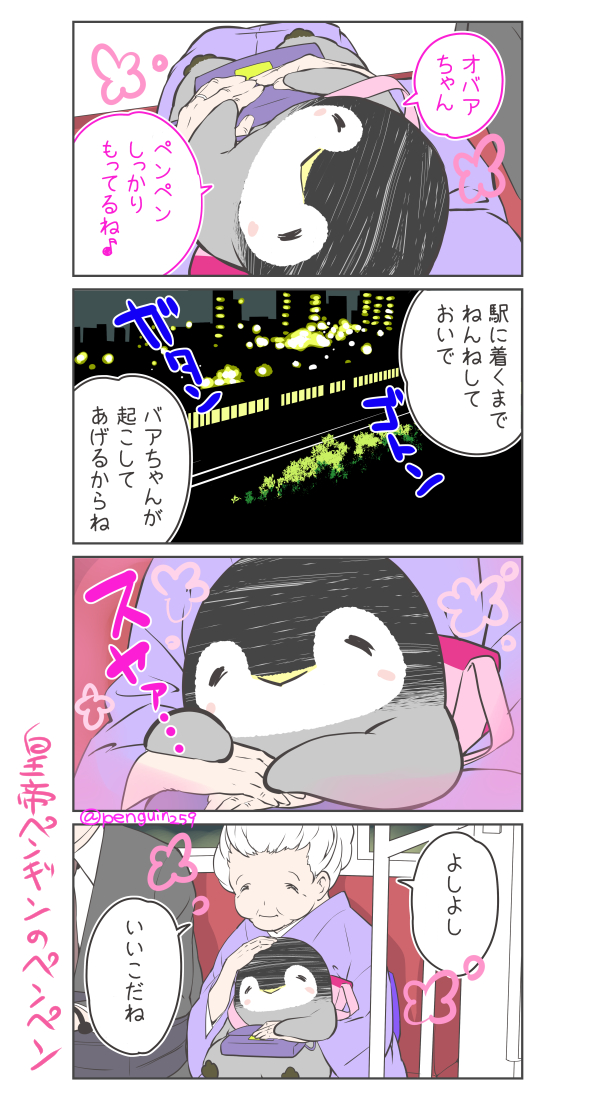 オバア
ちゃん
ペンペン
しっかり
もってるね♪
駅に着くまで
ねんねして
おいで
ガタン
ゴトン
バアちゃんが
起こして
あげるからね
スヤァ・・・
@penguin259
よしよし
いいこだね
皇帝ペンギンのペンペン